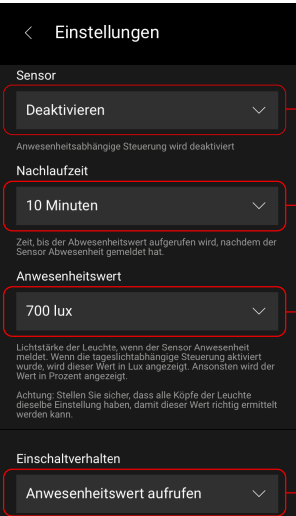 Einstellungen
Sensor
Deaktivieren
Anwesenheitsabhängige Steuerung wird deaktiviert
Nachlaufzeit
10 Minuten
Zeit, bis der Abwesenheitswert aufgerufen wird, nachdem der
Sensor Abwesenheit gemeldet hat.
Anwesenheitswert
700 lux
Lichtstärke der Leuchte, wenn der Sensor Anwesenheit
meldet. Wenn die tageslichtabhängige Steuerung aktiviert
wurde, wird dieser Wert in Lux angezeigt. Ansonsten wird der
Wert in Prozent angezeigt.
Achtung: Stellen Sie sicher, dass alle Köpfe der Leuchte
dieselbe Einstellung haben, damit dieser Wert richtig ermittelt
werden kann.
Einschaltverhalten
Anwesenheitswert aufrufen